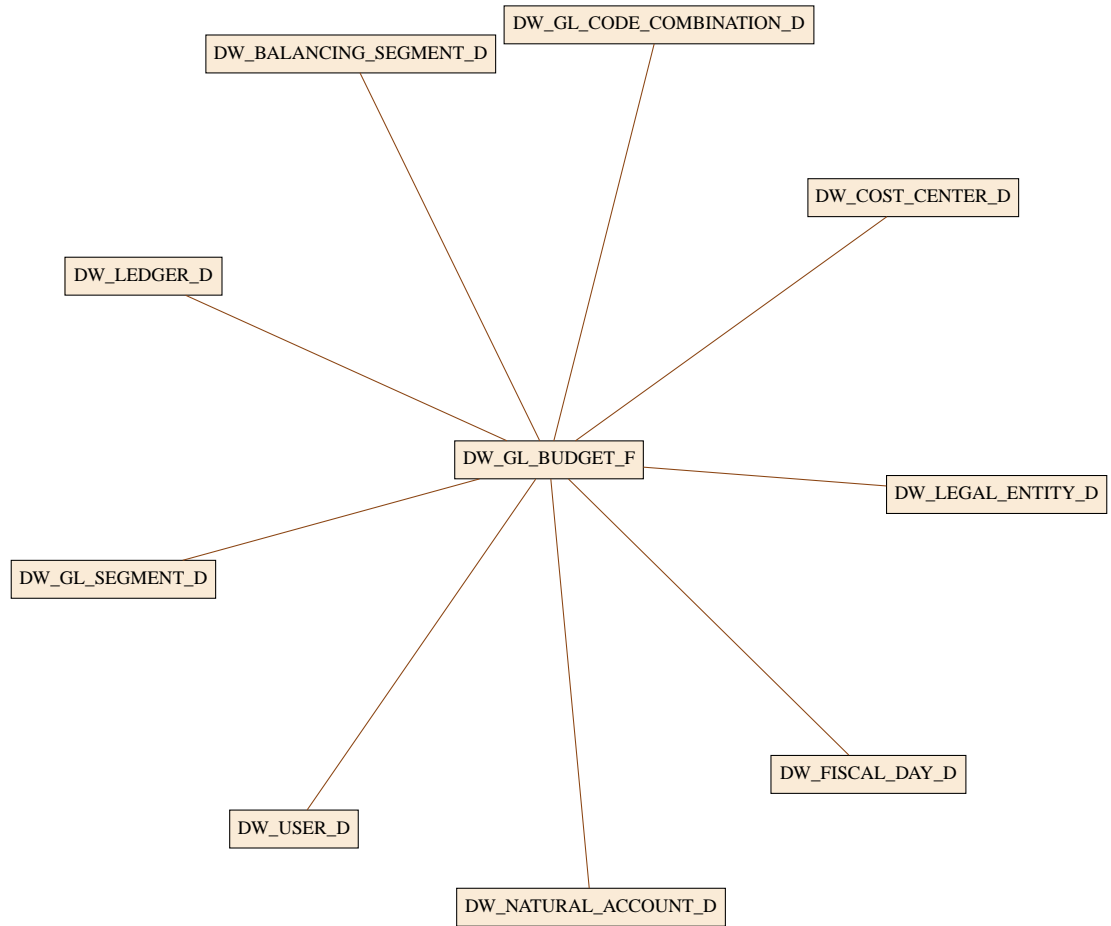 DW_GL_CODE_COMBINATION_D
DW_BALANCING_SEGMENT_D
DW_COST_CENTER_D
DW_LEDGER_D
DW_GL_BUDGET_F
DW_LEGAL_ENTITY_D
DW_GL_SEGMENT_D
DW_FISCAL_DAY_D
DW_USER_D
DW_NATURAL_ACCOUNT_D